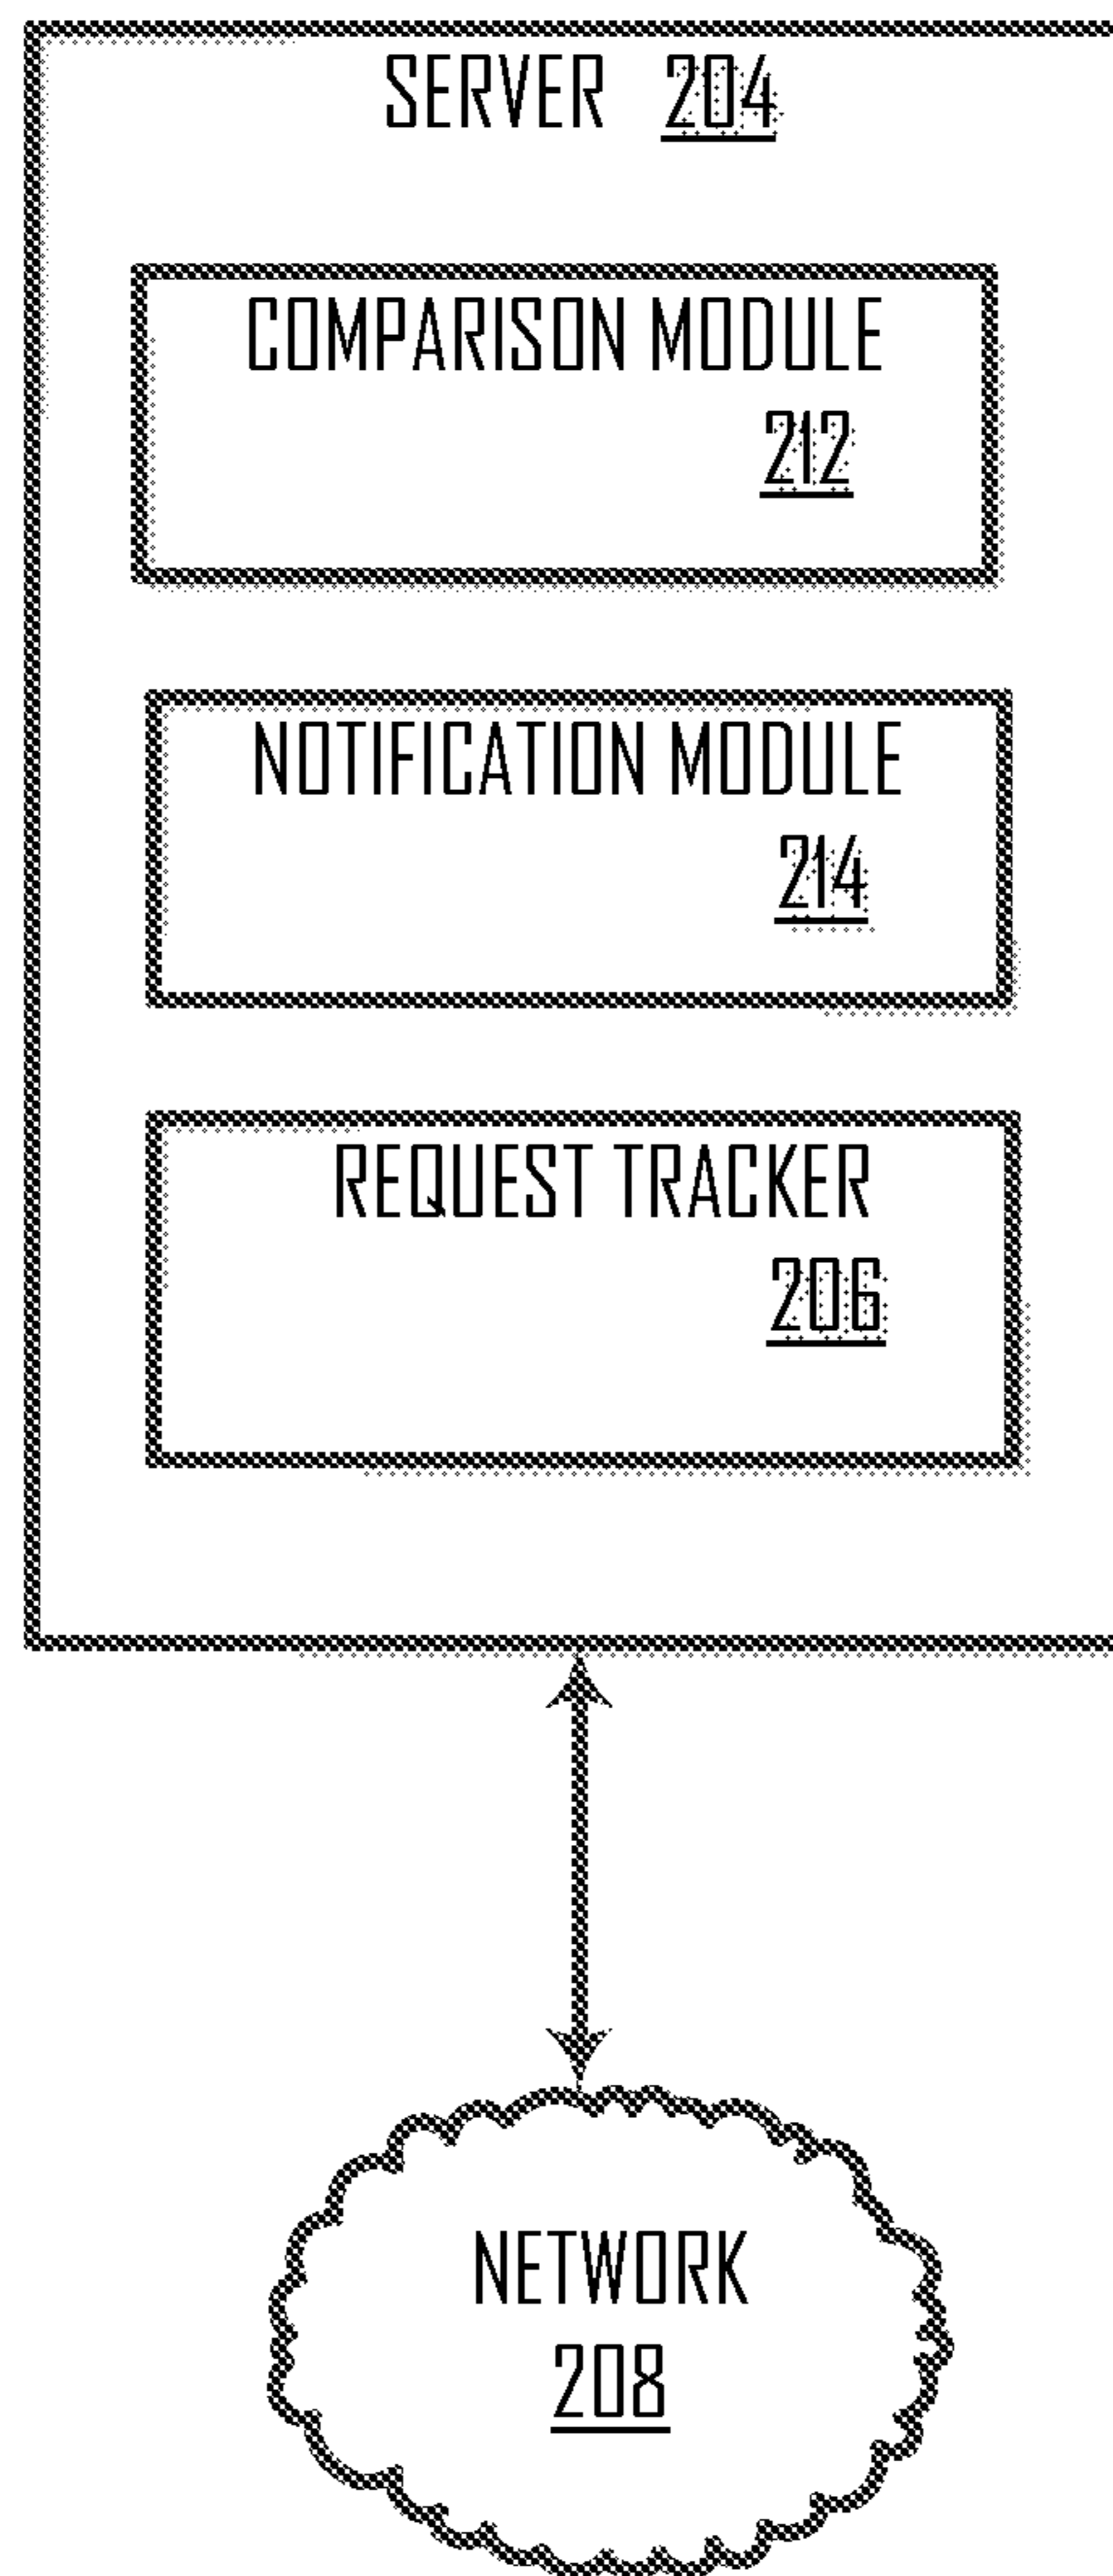 SERVER 204
COMPARISON MODULE
212
NOTIFICATION MODULE
214
REQUEST TRACKER
206
NETWORK
208